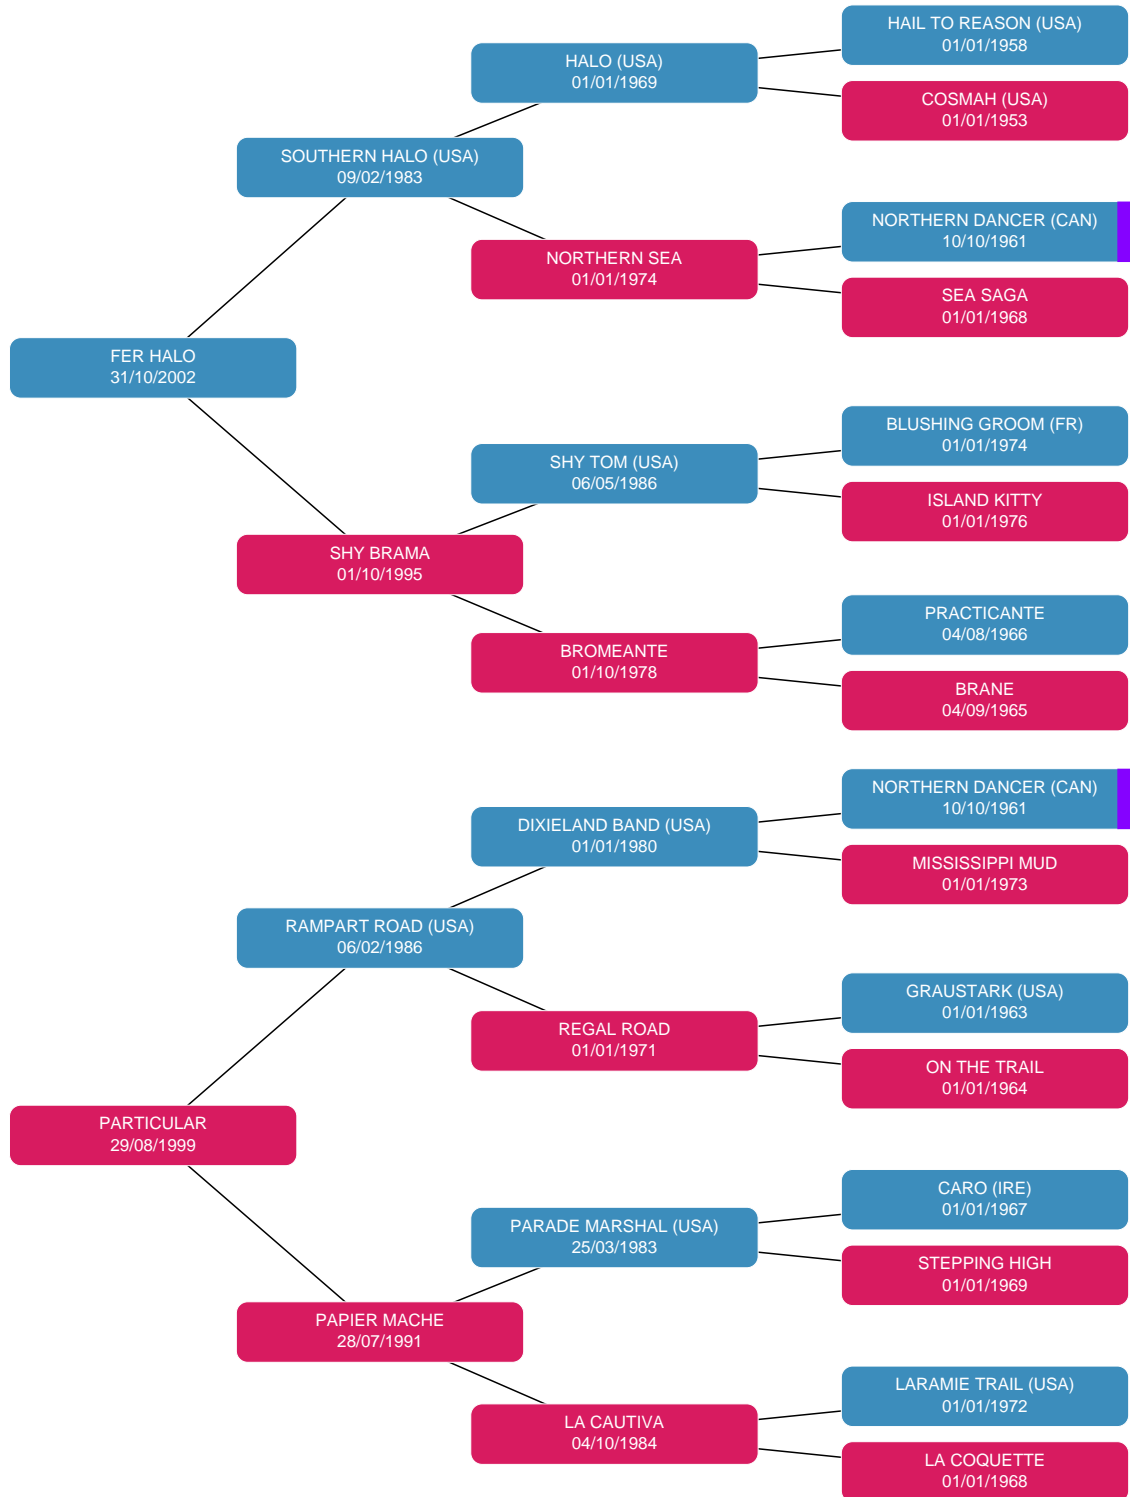 HAIL TO REASON (USA)
01/01/1958
HALO (USA)
01/01/1969
COSMAH (USA)
01/01/1953
SOUTHERN HALO (USA)
09/02/1983
NORTHERN DANCER (CAN)
10/10/1961
NORTHERN SEA
01/01/1974
SEA SAGA
01/01/1968
FER HALO
31/10/2002
BLUSHING GROOM (FR)
01/01/1974
SHY TOM (USA)
06/05/1986
ISLAND KITTY
01/01/1976
SHY BRAMA
01/10/1995
PRACTICANTE
04/08/1966
BROMEANTE
01/10/1978
BRANE
04/09/1965
NORTHERN DANCER (CAN)
10/10/1961
DIXIELAND BAND (USA)
01/01/1980
MISSISSIPPI MUD
01/01/1973
RAMPART ROAD (USA)
06/02/1986
GRAUSTARK (USA)
01/01/1963
REGAL ROAD
01/01/1971
ON THE TRAIL
01/01/1964
PARTICULAR
29/08/1999
CARO (IRE)
01/01/1967
PARADE MARSHAL (USA)
25/03/1983
STEPPING HIGH
01/01/1969
PAPIER MACHE
28/07/1991
LARAMIE TRAIL (USA)
01/01/1972
LA CAUTIVA
04/10/1984
LA COQUETTE
01/01/1968